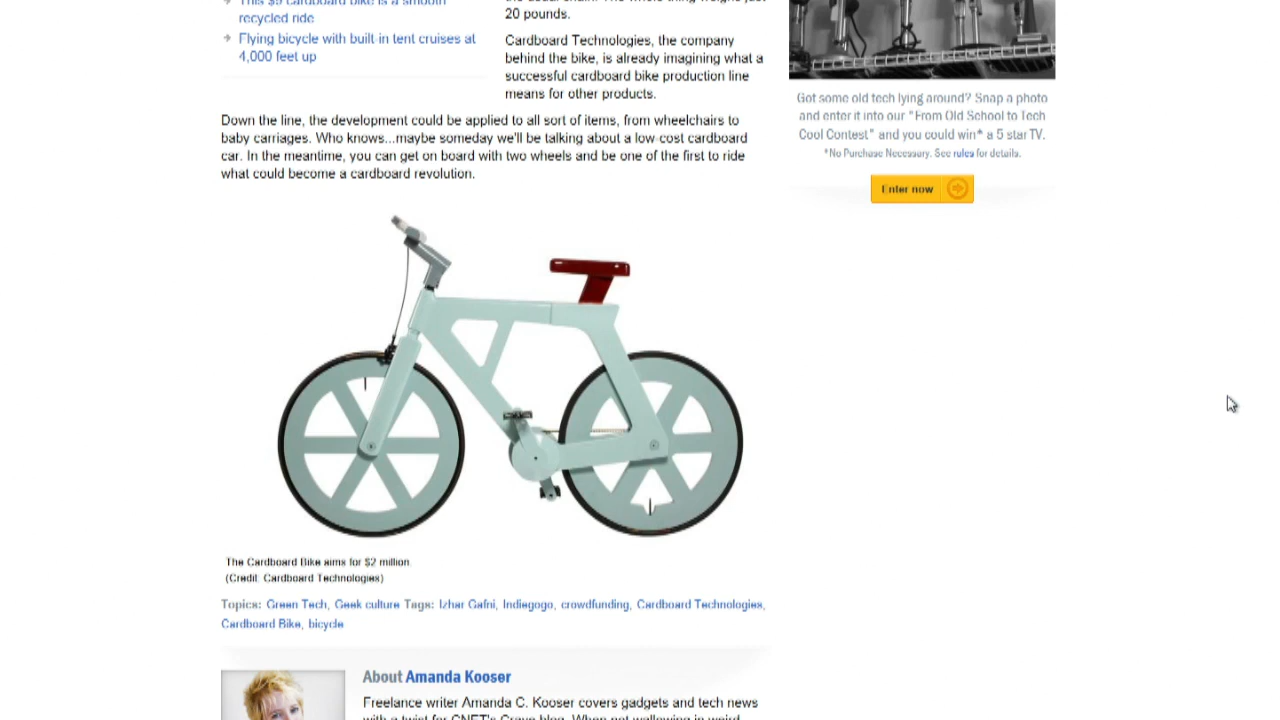 This $9 cardboard bike is a smooth
recycled ride
Flying bicycle with built-in tent cruises at
4,000 feet up
the usual chain. The whole thing weighs just
20 pounds.
Cardboard Technologies, the company
behind the bike, is already imagining what a
successful cardboard bike production line
means for other products.
Down the line, the development could be applied to all sort of items, from wheelchairs to
baby carriages. Who knows...maybe someday we'll be talking about a low-cost cardboard
car. In the meantime, you can get on board with two wheels and be one of the first to ride
what could become a cardboard revolution.
The Cardboard Bike aims for $2 million.
(Credit: Cardboard Technologies)
Topics: Green Tech, Geek culture Tags: Izhar Gafni, Indiegogo, crowdfunding, Cardboard Technologies,
Cardboard Bike, bicycle
About Amanda Kooser
Freelance writer Amanda C. Kooser covers gadgets and tech news
with a twist for CNET's Crave blog. When not wallowing in weird
Got some old tech lying around? Snap a photo
and enter it into our "From Old School to Tech
Cool Contest" and you could win* a 5 star TV.
*No Purchase Necessary. See rules for details.
Enter now